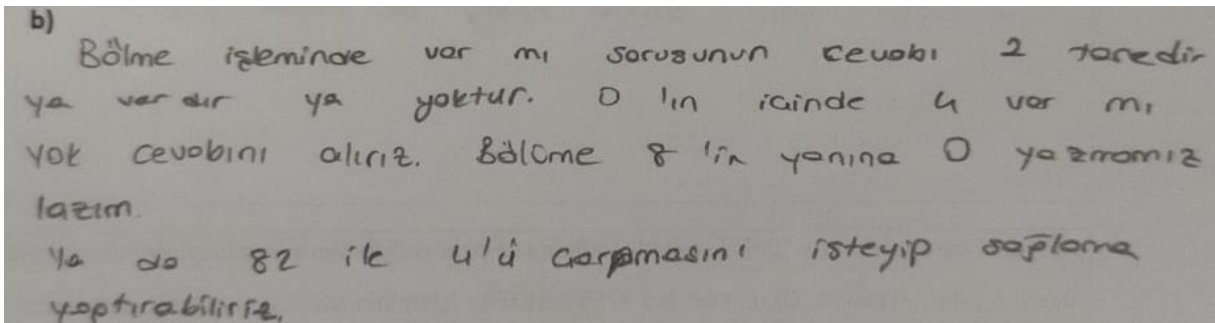 b)
Bölme işleminde var mı sorusunun cevabı 2 tanedir
ya vardır ya yoktur. 0 'ın içinde 4 var mı
yok cevabını alırız. Bölüme 8 'in yanına 0 yazmamız
lazım.
Ya da 82 ile 4'ü çarpmasını isteyip sağlama
yaptırabiliriz.